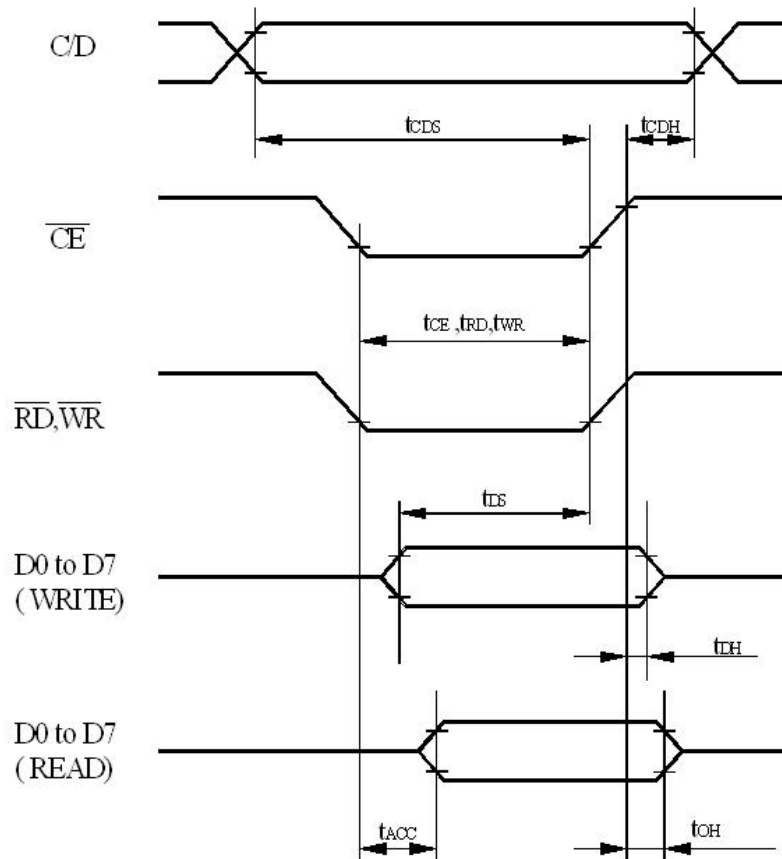 C/D
tCDS
tCDH
CE
tCE ,tRD,tWR
RD,WR
tDS
D0 to D7
( WRITE)
tDH
D0 to D7
( READ)
tACC
tOH